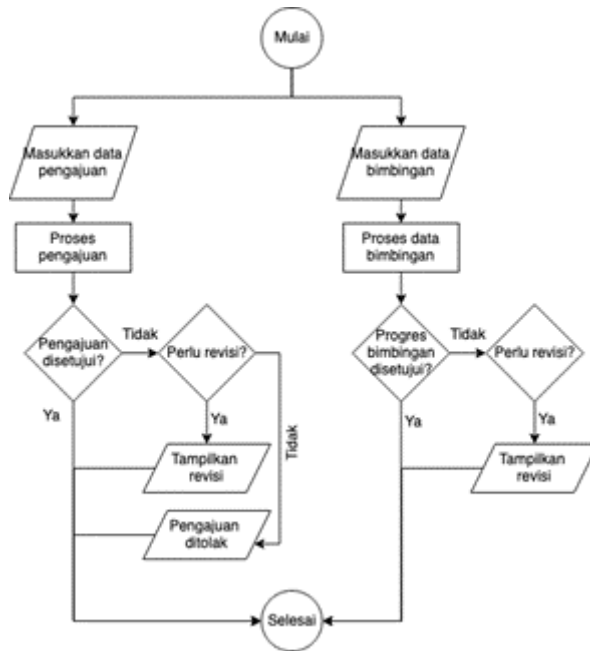 Mulai
Masukkan data
pengajuan
Masukkan data
bimbingan
Proses
pengajuan
Proses data
bimbingan
Pengajuan
disetujui?
Tidak
Perlu revisi?
Progres
bimbingan
disetujui?
Tidak
Perlu revisi?
Ya
Ya
Tidak
Ya
Ya
Tampilkan
revisi
Tampilkan
revisi
Pengajuan
ditolak
Selesai